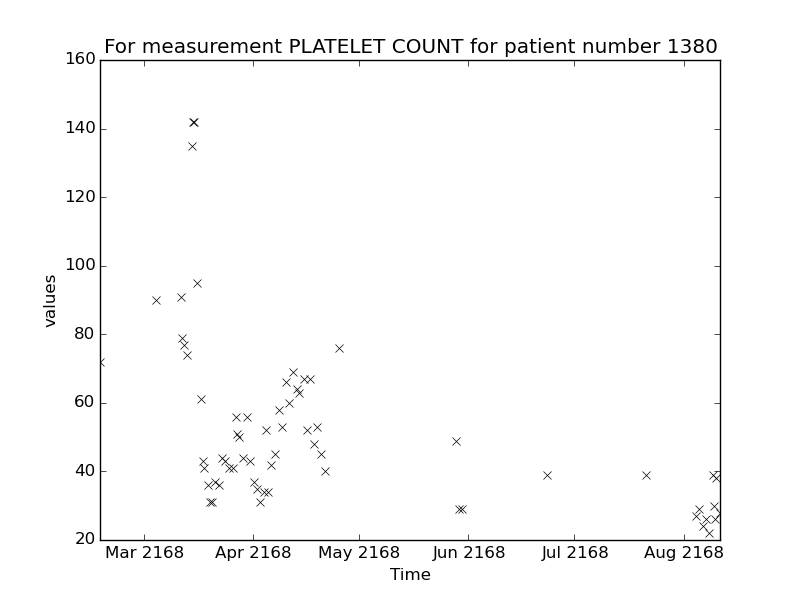 For measurement PLATELET COUNT for patient number 1380
160
140
120
100
80
60
40
20
values
Mar 2168 Apr 2168 May 2168 Jun 2168 Jul 2168 Aug 2168
Time